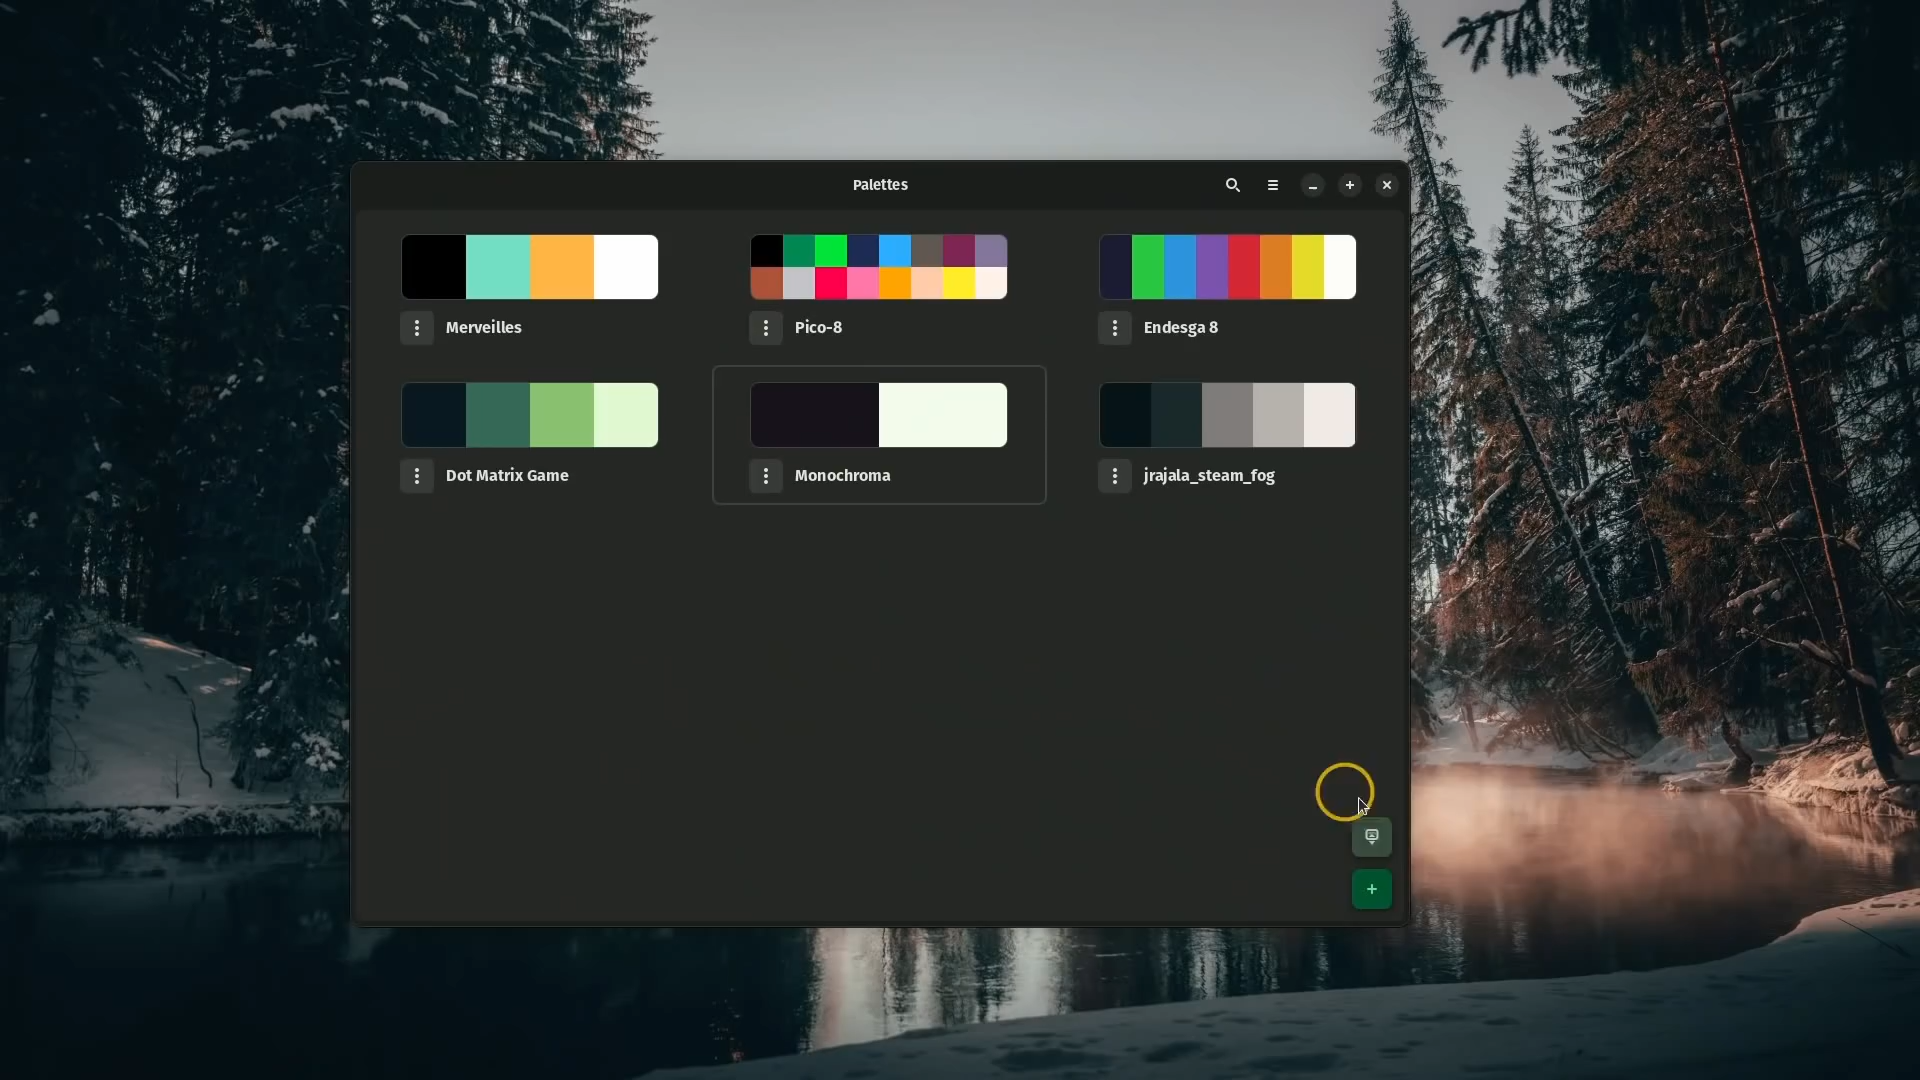 Palettes
Merveilles
Pico-8
Endesga 8
Dot Matrix Game
Monochroma
jrajala_steam_fog